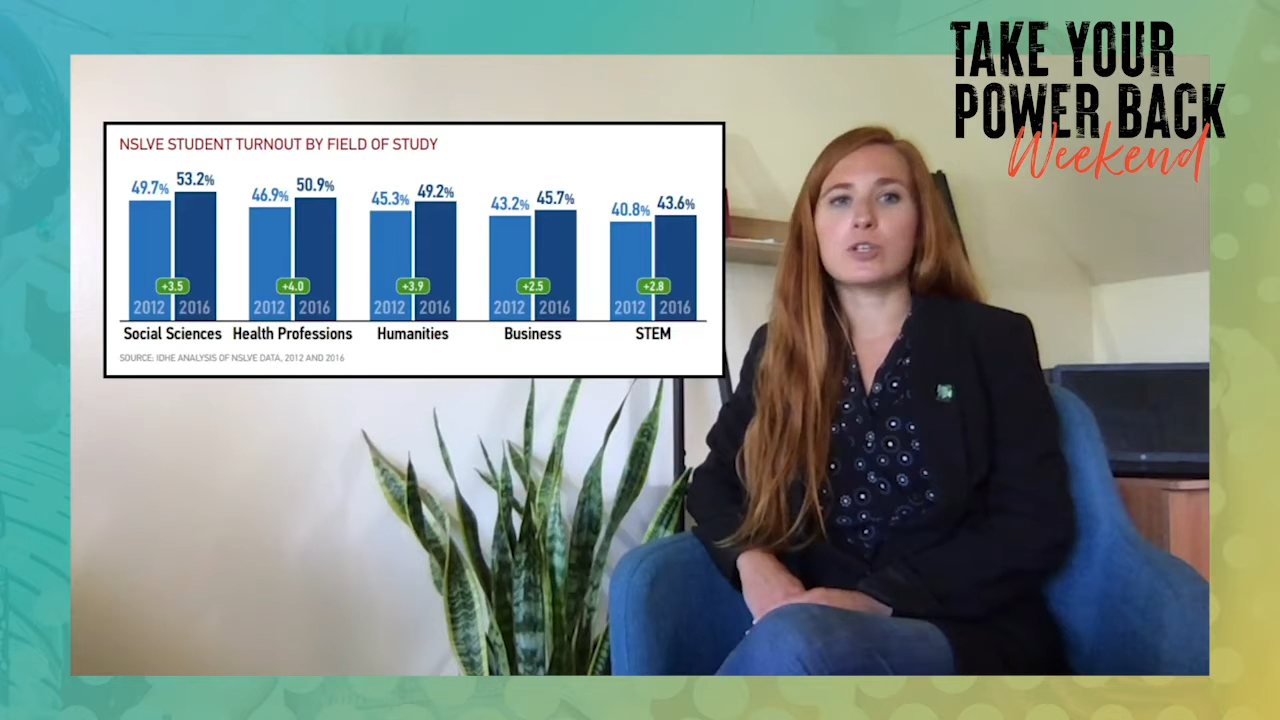 TAKE YOUR
POWER BACK
Weekend
NSLVE STUDENT TURNOUT BY FIELD OF STUDY
49.7% 53.2% 46.9% 50.9% 45.3% 49.2% 43.2% 45.7% 40.8% 43.6%
+3.5 +4.0 +3.9 +2.5 +2.8
2012 2016 2012 2016 2012 2016 2012 2016 2012 2016
Social Sciences Health Professions Humanities Business STEM
SOURCE: IDHE ANALYSIS OF NSLVE DATA, 2012 AND 2016